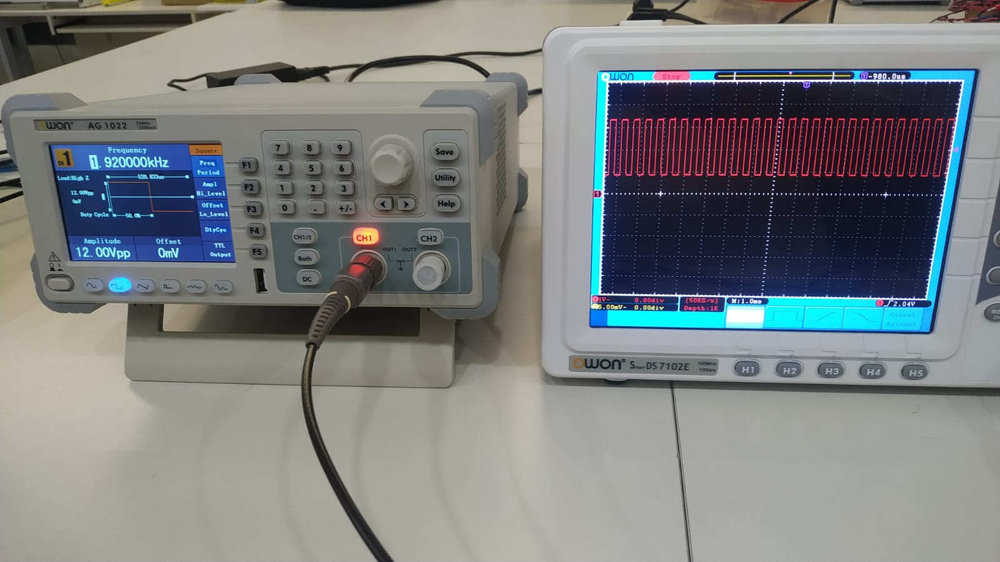 OWON® AG 1022 25MHz 125MSa/s
1
Frequency
1.920000kHz
Square
Freq
Period
Load:High Z
520.833us
Ampl
Hi_Level
12.00Vpp
0mV
Offset
Lo_Level
Duty Cycle
50.0%
DtyCyc
Amplitude
12.00Vpp
Offset
0mV
TTL
Output
F1
F2
F3
F4
F5
7 8 9
4 5 6
1 2 3
0 . +/-
< >
Save
Utility
Help
CH1/2
CH1
CH2
Both
DC
OUT1 OUT2
50Ω
OWON Stop T -980.0us
T
1
1 1V~ 0.00div
5.00mV~ 0.00div
(50KS/s)
Depth:1K
M:1.0ms
1 2.04V
Cancel
Autoset
OWON® Smart DS7102E 100MHz 1GSa/s
H1 H2 H3 H4 H5